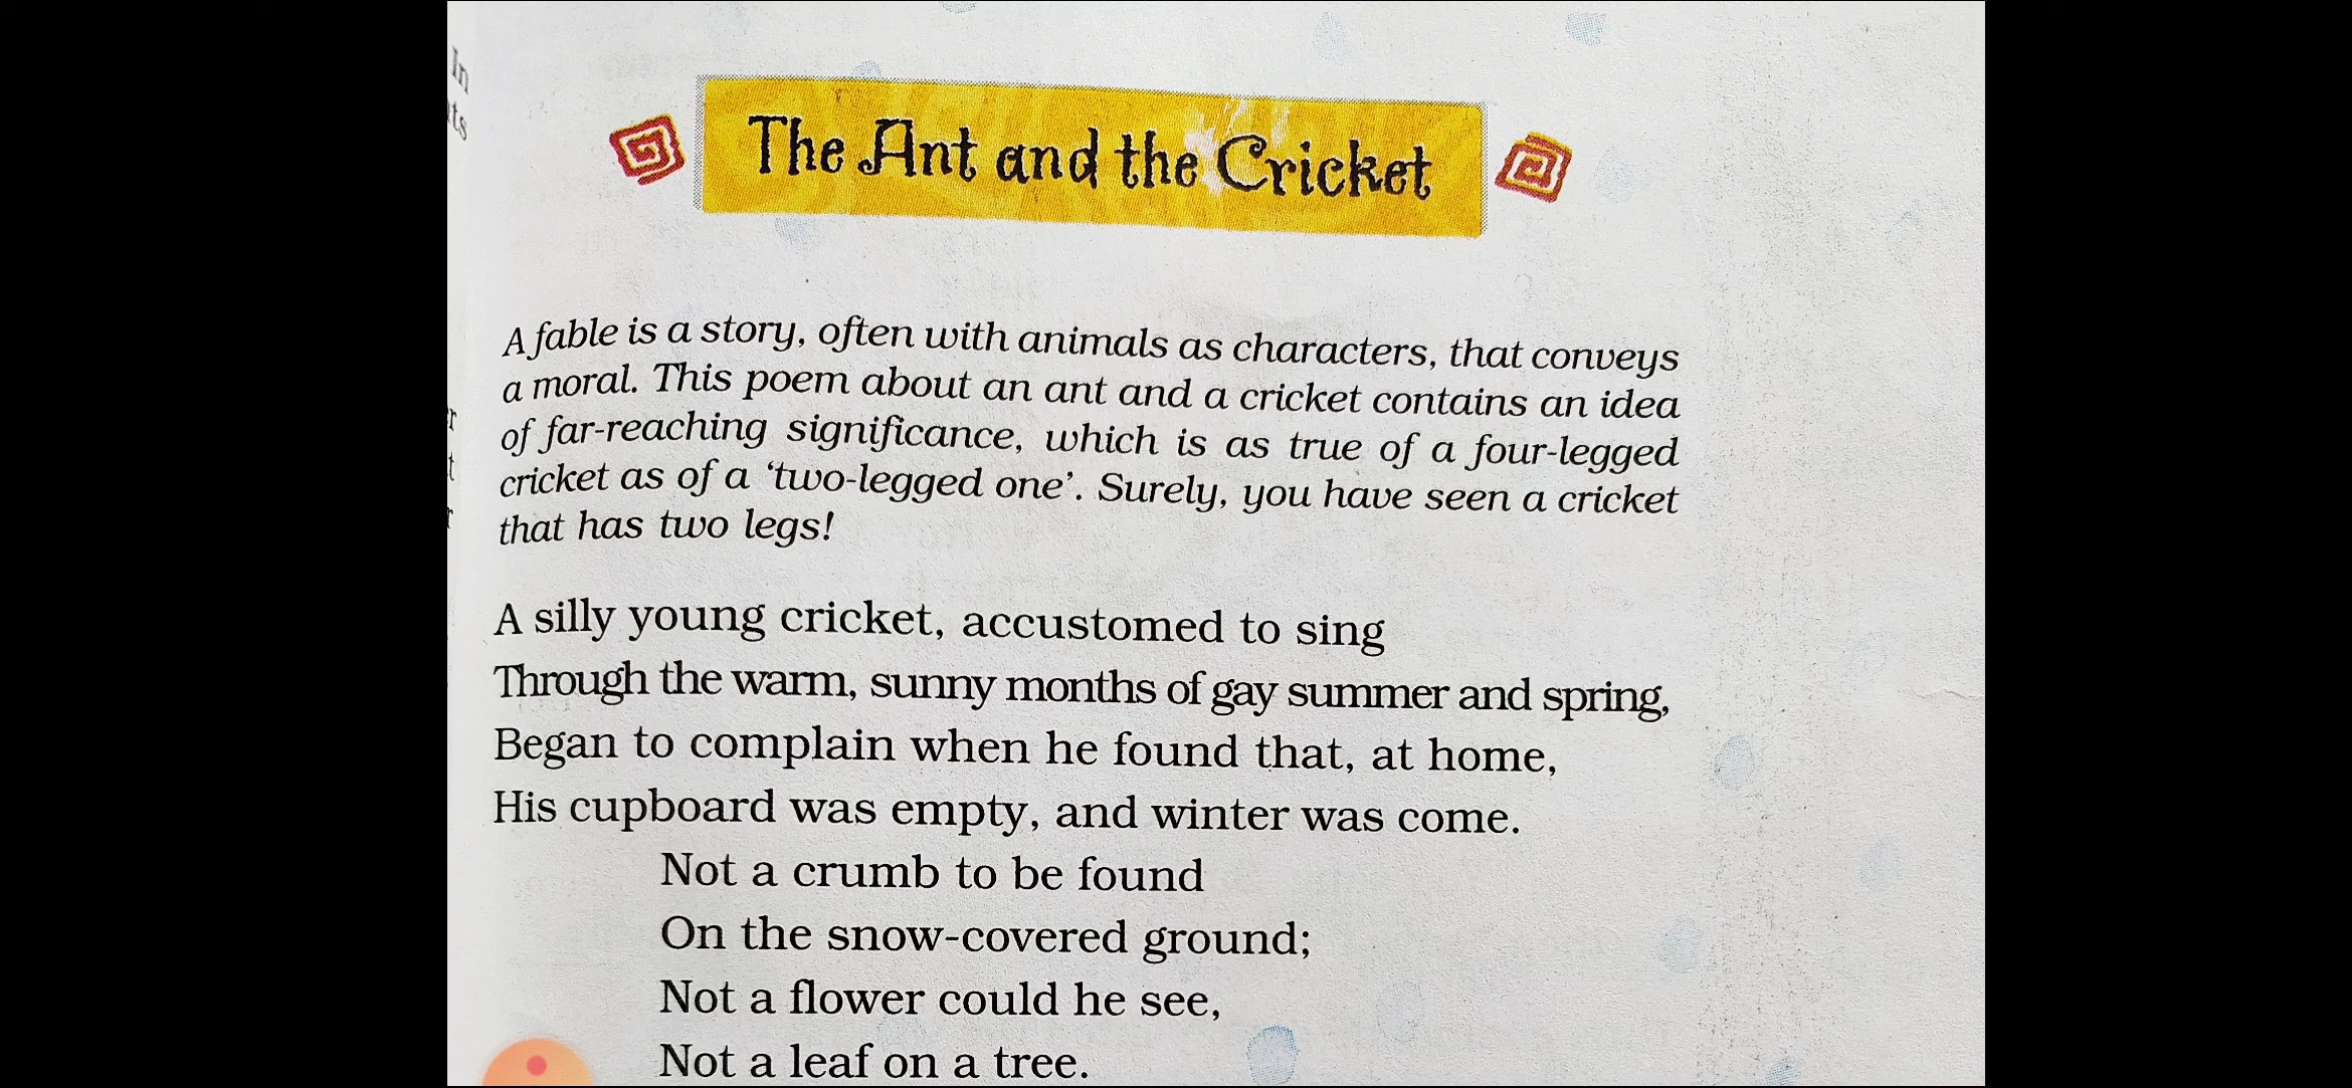 In
its
The Ant and the Cricket
A fable is a story, often with animals as characters, that conveys
a moral. This poem about an ant and a cricket contains an idea
of far-reaching significance, which is as true of a four-legged
cricket as of a ‘two-legged one’. Surely, you have seen a cricket
that has two legs!
A silly young cricket, accustomed to sing
Through the warm, sunny months of gay summer and spring,
Began to complain when he found that, at home,
His cupboard was empty, and winter was come.
Not a crumb to be found
On the snow-covered ground;
Not a flower could he see,
Not a leaf on a tree.